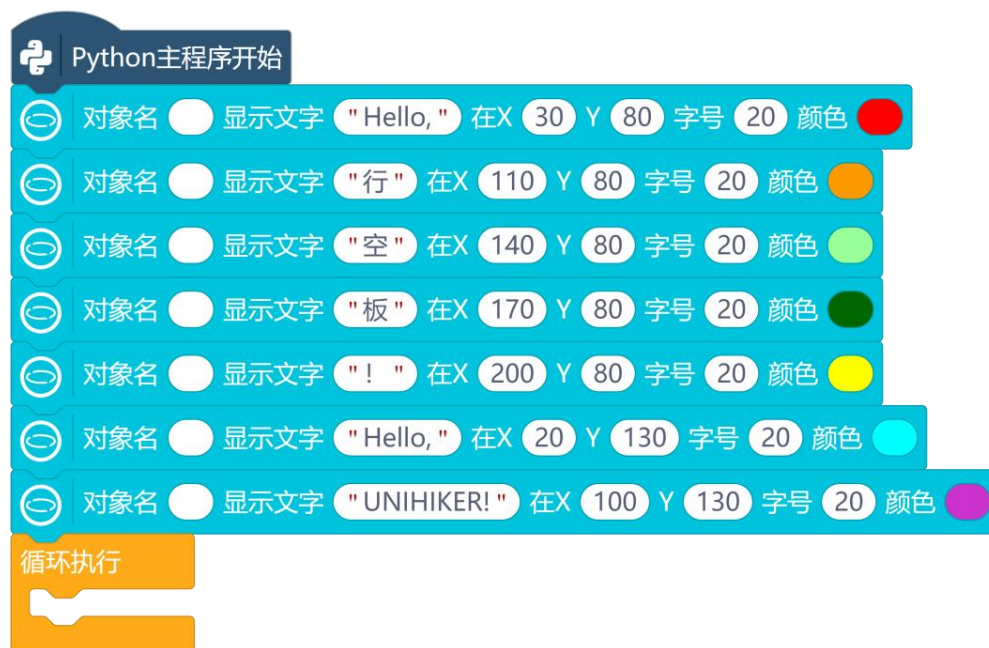 Python主程序开始
对象名 显示文字 "Hello," 在X 30 Y 80 字号 20 颜色
对象名 显示文字 "行" 在X 110 Y 80 字号 20 颜色
对象名 显示文字 "空" 在X 140 Y 80 字号 20 颜色
对象名 显示文字 "板" 在X 170 Y 80 字号 20 颜色
对象名 显示文字 "！" 在X 200 Y 80 字号 20 颜色
对象名 显示文字 "Hello," 在X 20 Y 130 字号 20 颜色
对象名 显示文字 "UNIHIKER!" 在X 100 Y 130 字号 20 颜色
循环执行